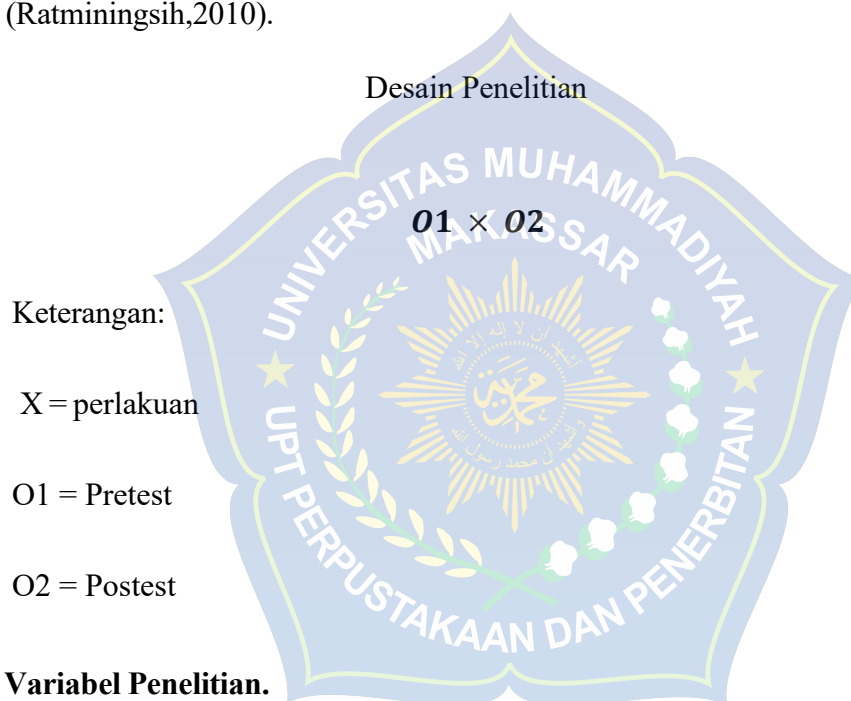 (Ratminingsih,2010).
Desain Penelitian
UNIVERSITAS MUHAMMADIYAH
MAKASSAR
O1 × O2
Keterangan:
X = perlakuan
O1 = Pretest
O2 = Postest
UPT PERPUSTAKAAN DAN PENERBITAN
Variabel Penelitian.